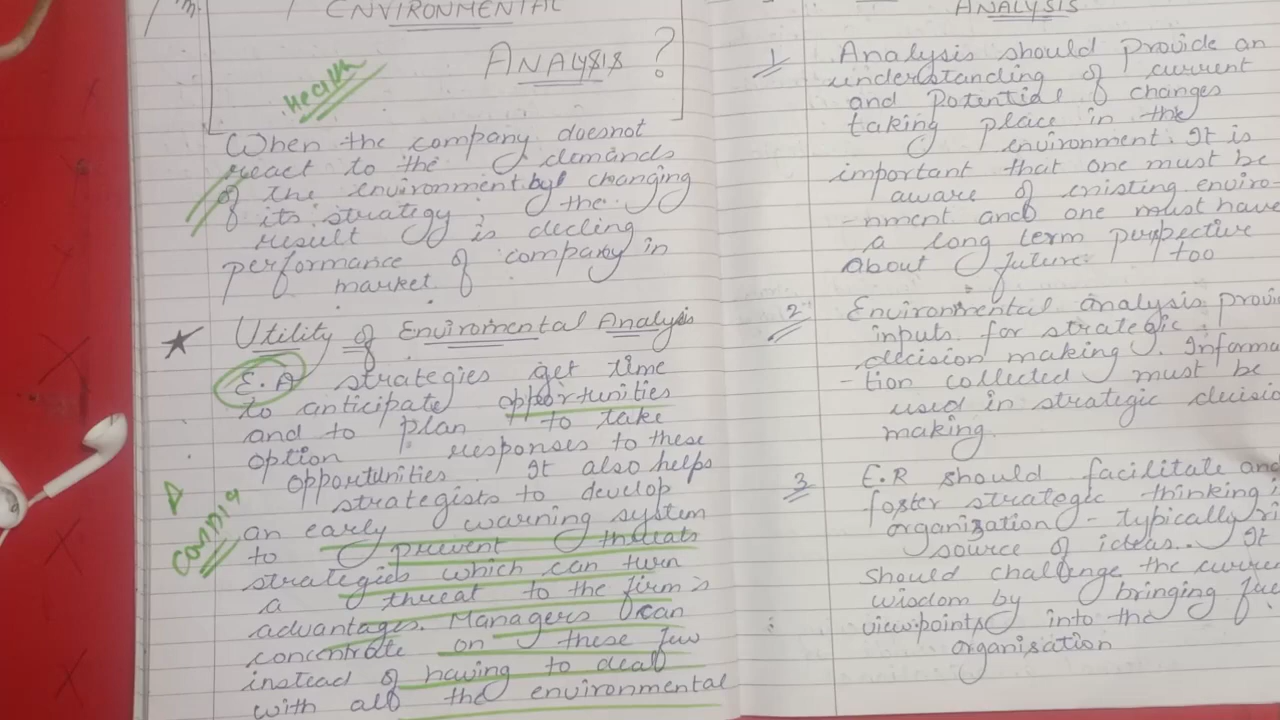 ENVIRONMENTAL
ANALYSIS ?
Health
When the company doesnot
react to the demands
of the environment by changing
its strategy, the
result is decling
performance of company in
market.
Utility of Enviromental Analysis
E.A strategies get time
to anticipate opportunities
and to plan to take
option responses to these
opportunities. It also helps
strategists to develop
an early warning system
to prevent threats
strategies which can turn
a threat to the firm's
advantages. Managers can
concentrate on these few
instead of having to deal
with all the environmental
ANALYSIS
1 Analysis should provide an
understanding of current
and potential of changes
taking place in the
environment. It is
important that one must be
aware of existing enviro-
-nment and one must have
a long term perspective
about future too
2 Environmental analysis provi
inputs for strategic
decision making. Informa
-tion collected must be
used in strategic decisio
making.
3 E.R should facilitate and
foster strategic thinking i
organization - typically
source of ideas. It
should challenge the curre
wisdom by bringing
viewpoints into the
organisation